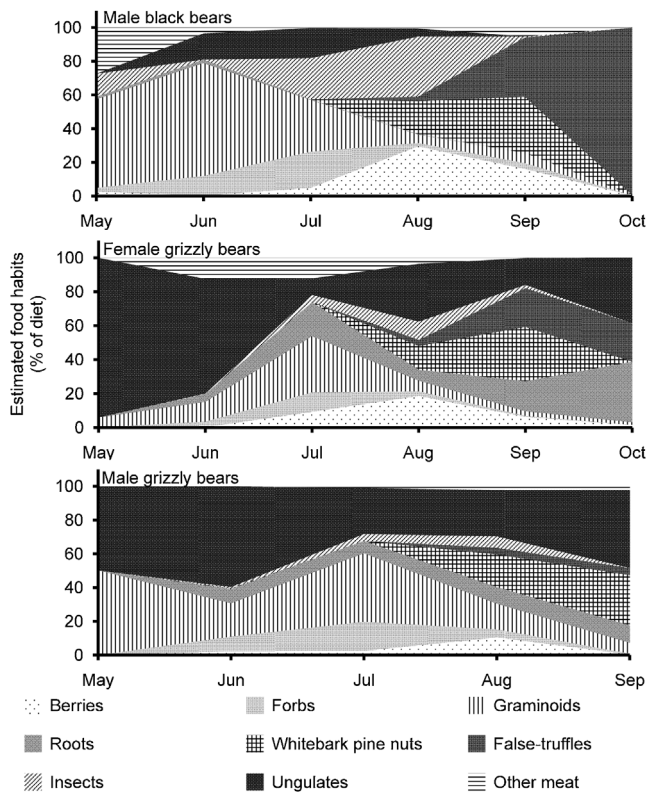 Male black bears
100
80
60
40
20
0
May Jun Jul Aug Sep Oct
Female grizzly bears
100
80
60
40
20
0
May Jun Jul Aug Sep Oct
Estimated food habits
(% of diet)
Male grizzly bears
100
80
60
40
20
0
May Jun Jul Aug Sep
Berries Forbs Graminoids
Roots Whitebark pine nuts False-truffles
Insects Ungulates Other meat